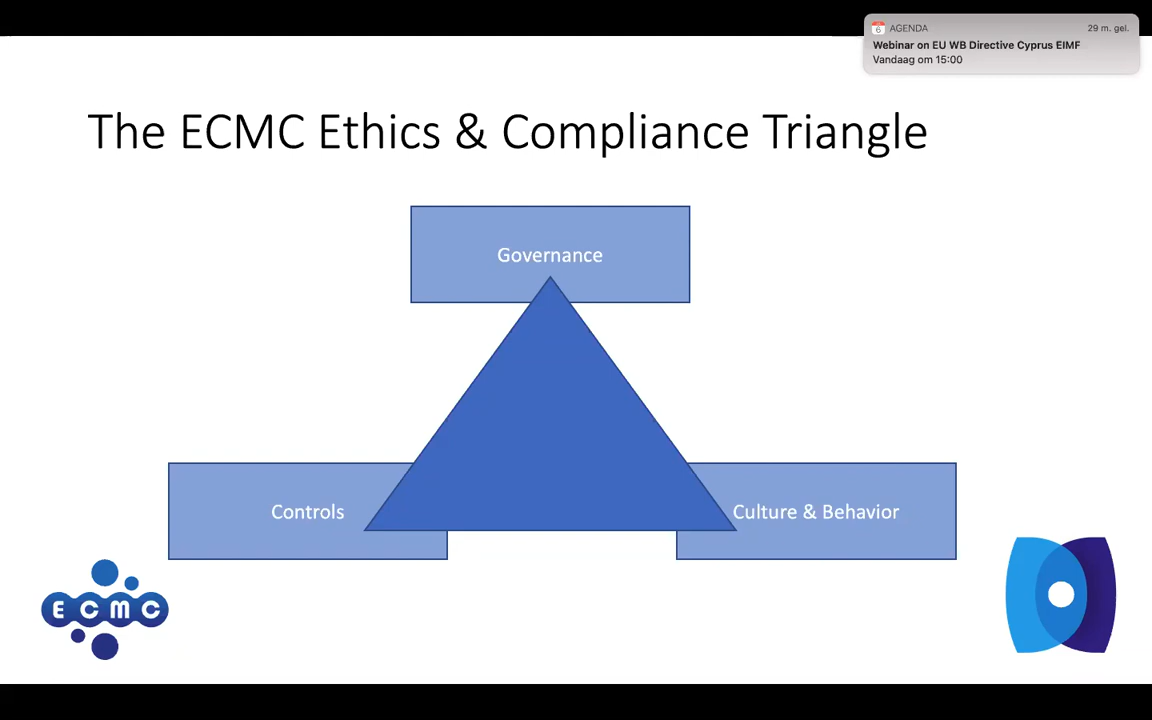 AGENDA
29 m. gel.
Webinar on EU WB Directive Cyprus EIMF
Vandaag om 15:00
6
The ECMC Ethics & Compliance Triangle
Governance
Controls
Culture & Behavior
ECMC